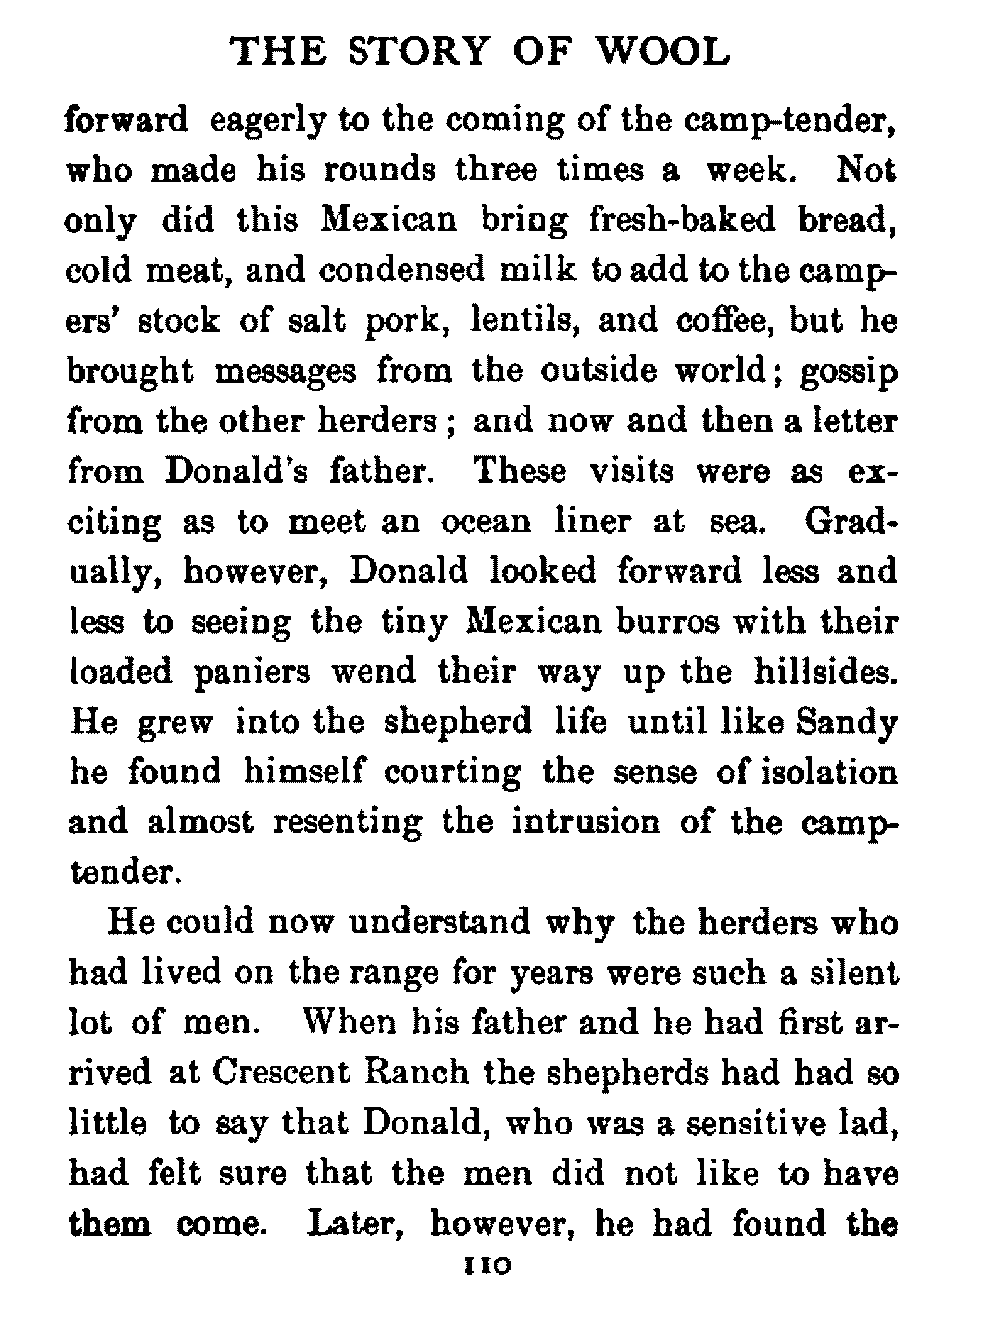 THE STORY OF WOOL
forward eagerly to the coming of the camp-tender,
who made his rounds three times a week. Not
only did this Mexican bring fresh-baked bread,
cold meat, and condensed milk to add to the camp-
ers' stock of salt pork, lentils, and coffee, but he
brought messages from the outside world; gossip
from the other herders; and now and then a letter
from Donald's father. These visits were as ex-
citing as to meet an ocean liner at sea. Grad-
ually, however, Donald looked forward less and
less to seeing the tiny Mexican burros with their
loaded paniers wend their way up the hillsides.
He grew into the shepherd life until like Sandy
he found himself courting the sense of isolation
and almost resenting the intrusion of the camp-
tender.
He could now understand why the herders who
had lived on the range for years were such a silent
lot of men. When his father and he had first ar-
rived at Crescent Ranch the shepherds had had so
little to say that Donald, who was a sensitive lad,
had felt sure that the men did not like to have
them come. Later, however, he had found the
110